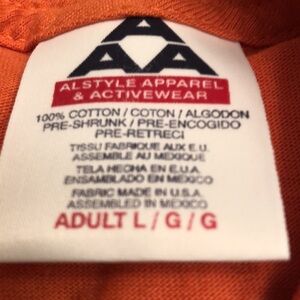 A
AA
ALSTYLE APPAREL
& ACTIVEWEAR
100% COTTON / COTON / ALGODON
PRE-SHRUNK / PRE-ENCOGIDO
PRE-RETRECI
TISSU FABRIQUE AUX E.U.
ASSEMBLE AU MEXIQUE
TELA HECHA EN E.U.A.
ENSAMBLADO EN MEXICO
FABRIC MADE IN U.S.A.
ASSEMBLED IN MEXICO
ADULT L / G / G